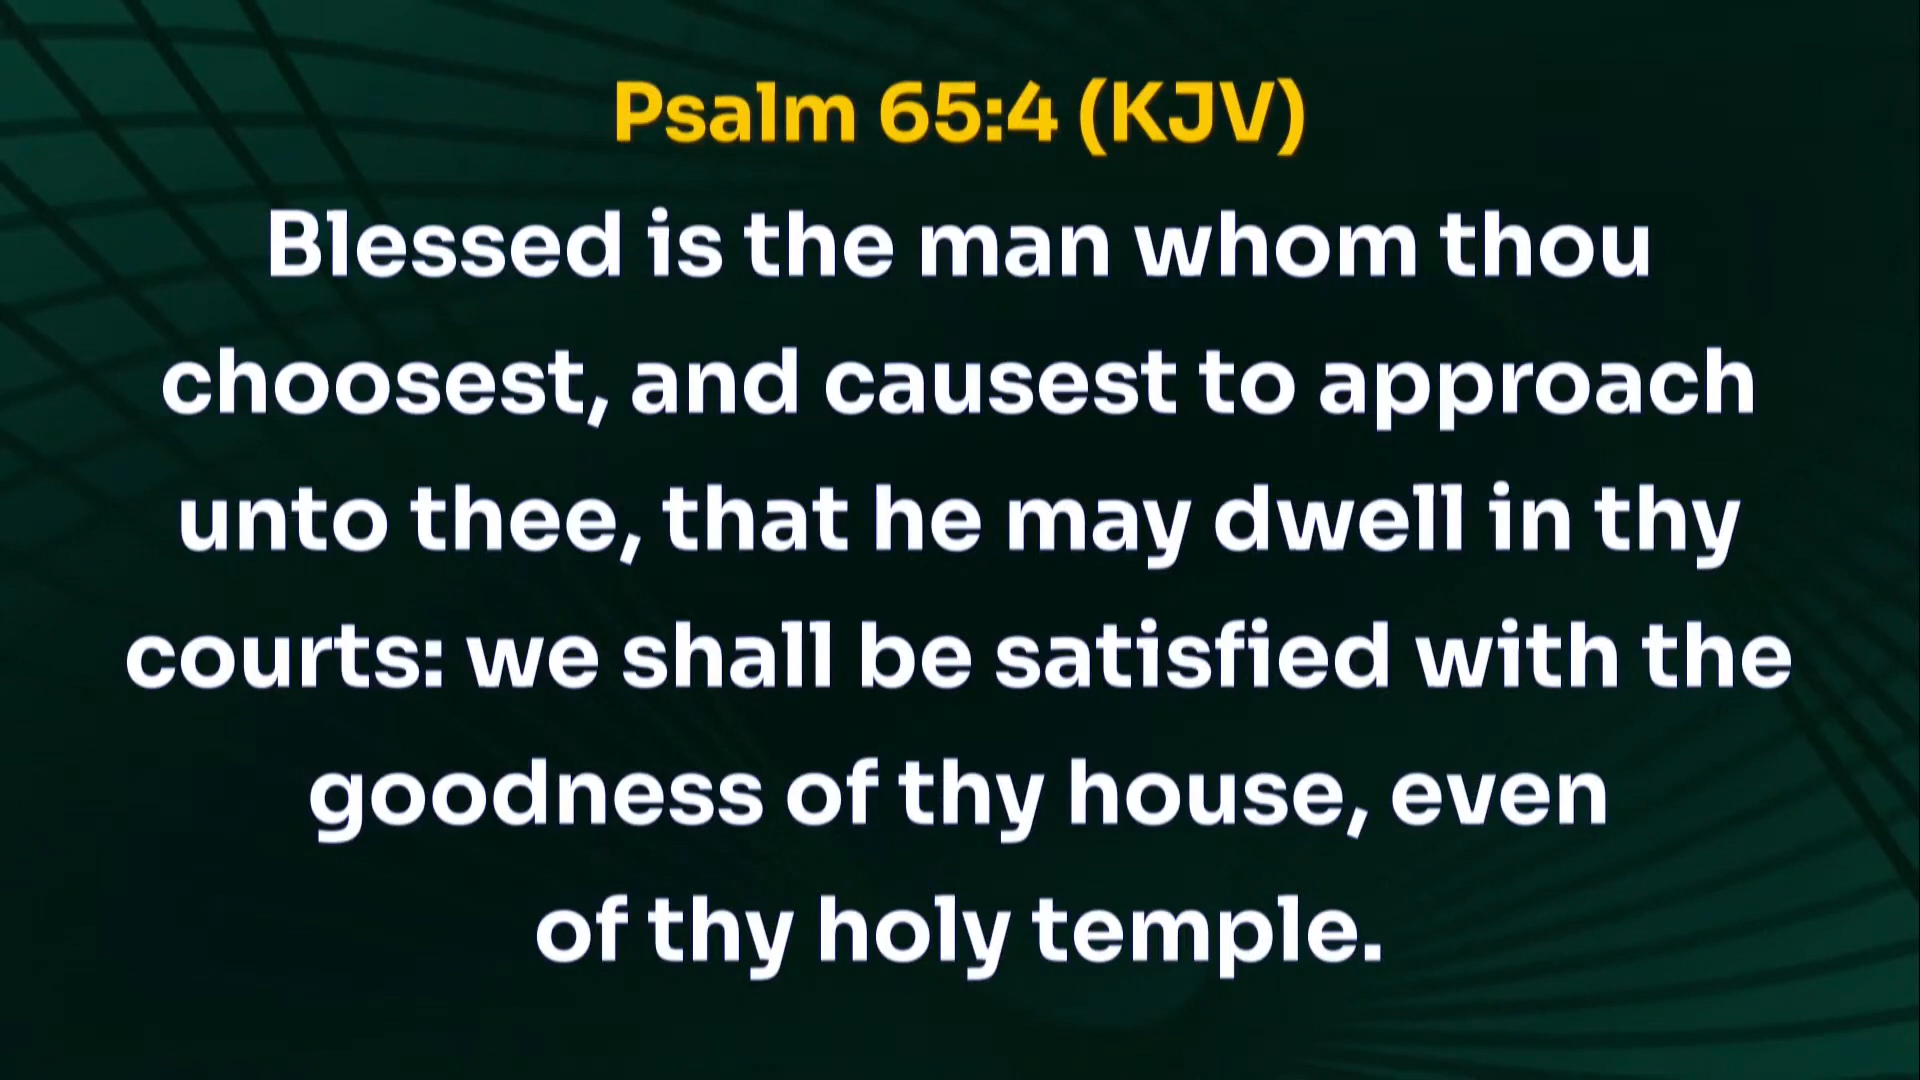 Psalm 65:4 (KJV)
Blessed is the man whom thou
choosest, and causest to approach
unto thee, that he may dwell in thy
courts: we shall be satisfied with the
goodness of thy house, even
of thy holy temple.